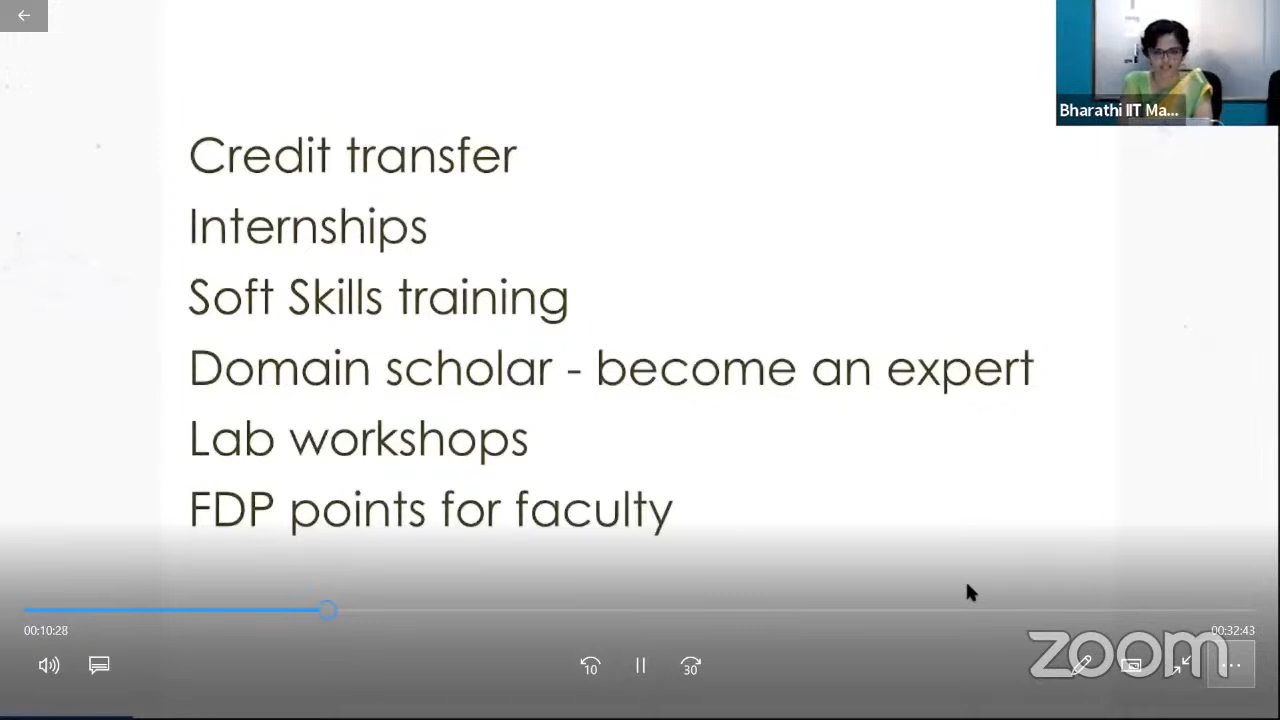 Bharathi IIT Ma...
Credit transfer
Internships
Soft Skills training
Domain scholar - become an expert
Lab workshops
FDP points for faculty
00:10:28
00:32:43
10
30
zoom